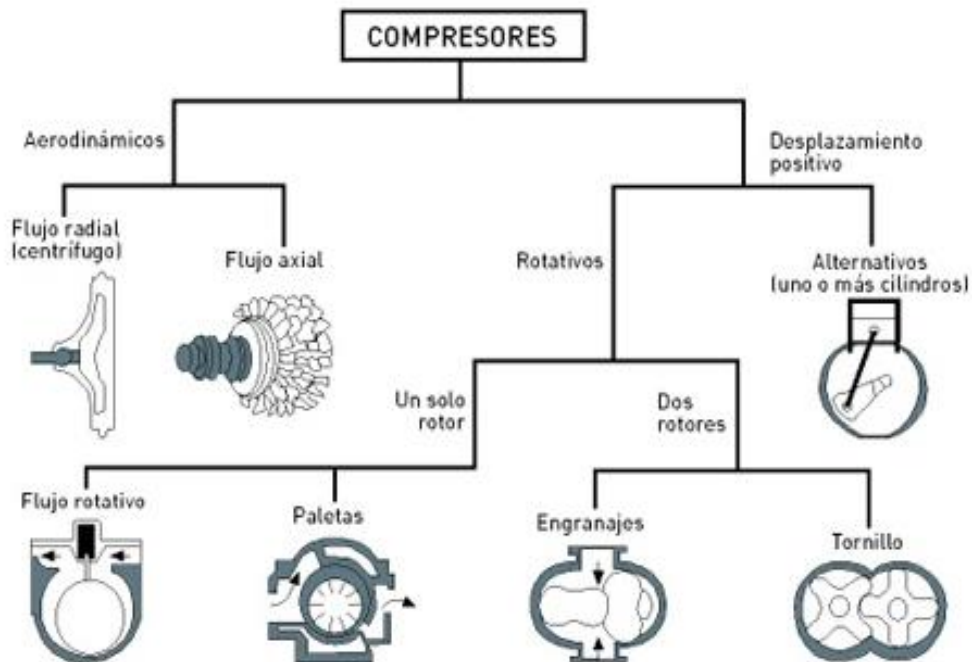 COMPRESORES
Aerodinámicos
Desplazamiento
positivo
Flujo radial
(centrífugo)
Flujo axial
Rotativos
Alternativos
(uno o más cilindros)
Un solo
rotor
Dos
rotores
Flujo rotativo
Paletas
Engranajes
Tornillo